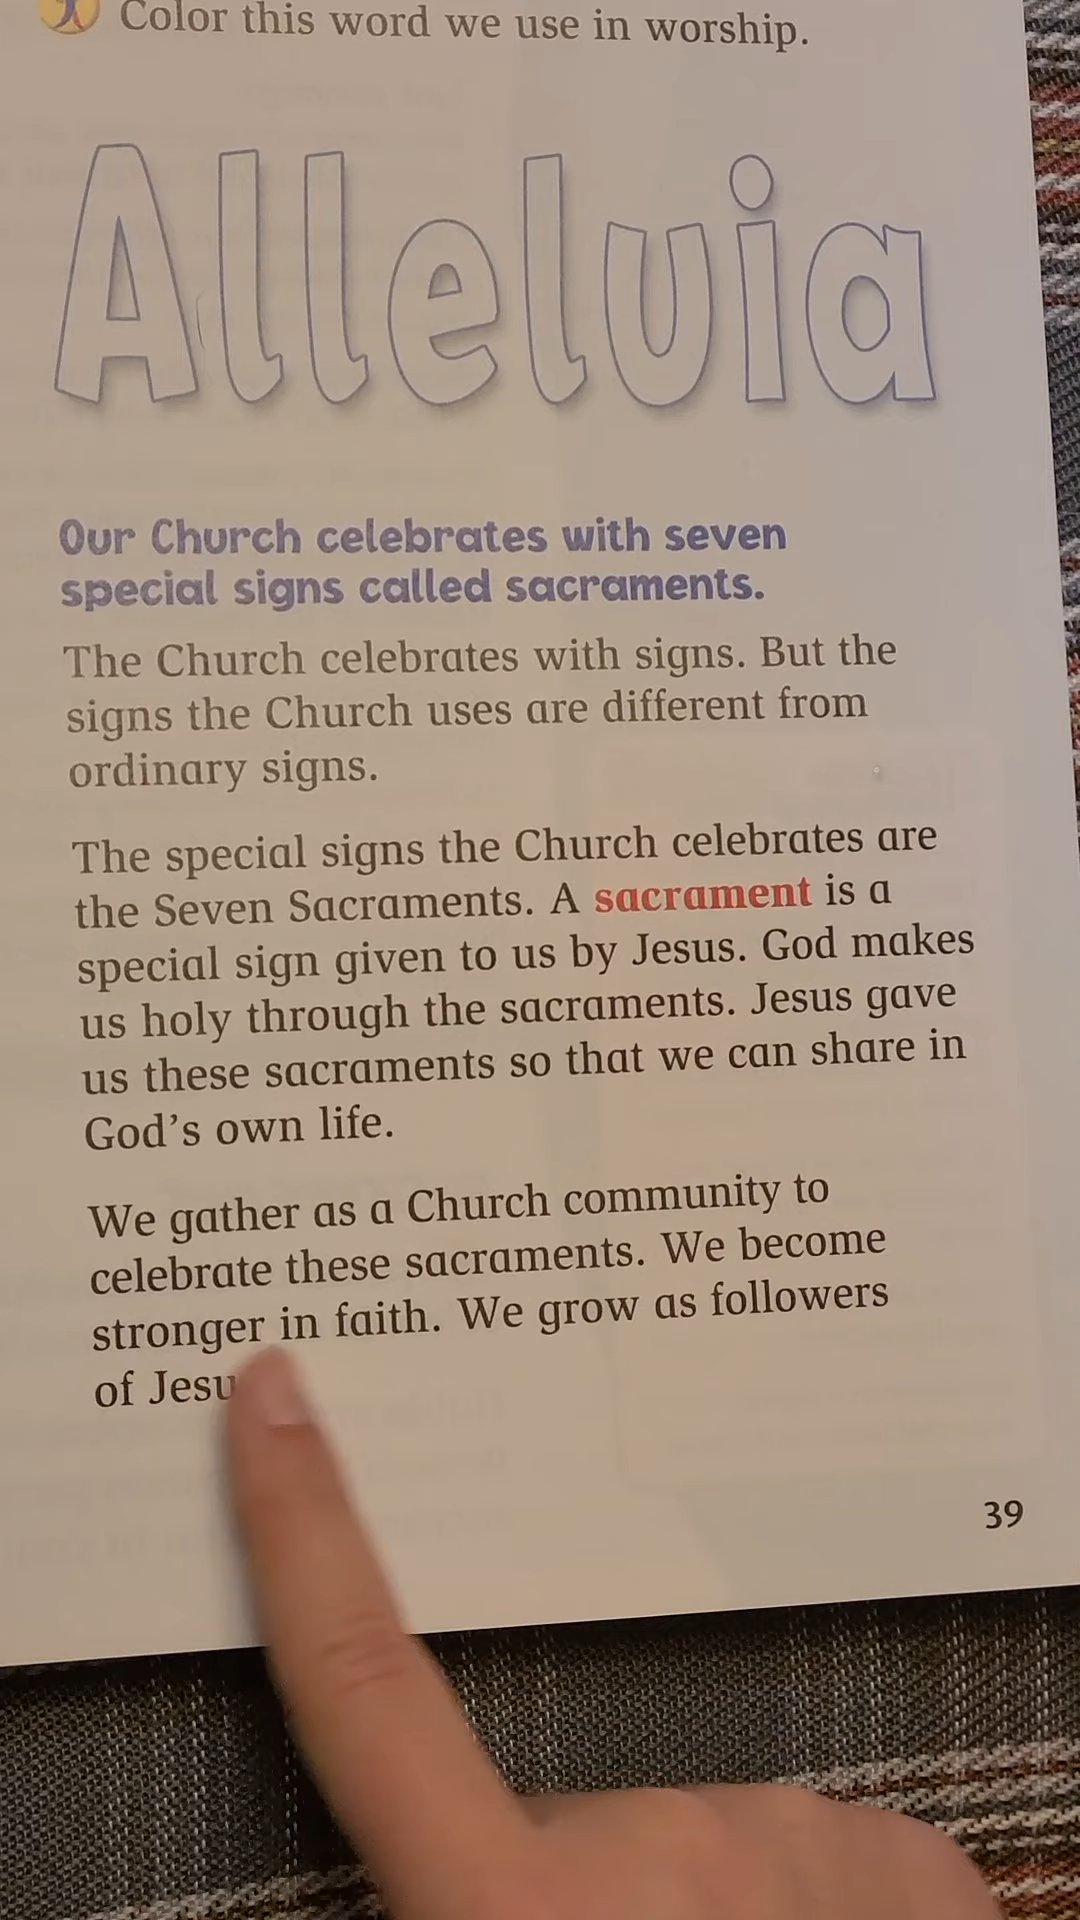 Color this word we use in worship.
Alleluia
Our Church celebrates with seven
special signs called sacraments.
The Church celebrates with signs. But the
signs the Church uses are different from
ordinary signs.
The special signs the Church celebrates are
the Seven Sacraments. A sacrament is a
special sign given to us by Jesus. God makes
us holy through the sacraments. Jesus gave
us these sacraments so that we can share in
God’s own life.
We gather as a Church community to
celebrate these sacraments. We become
stronger in faith. We grow as followers
of Jesu
39